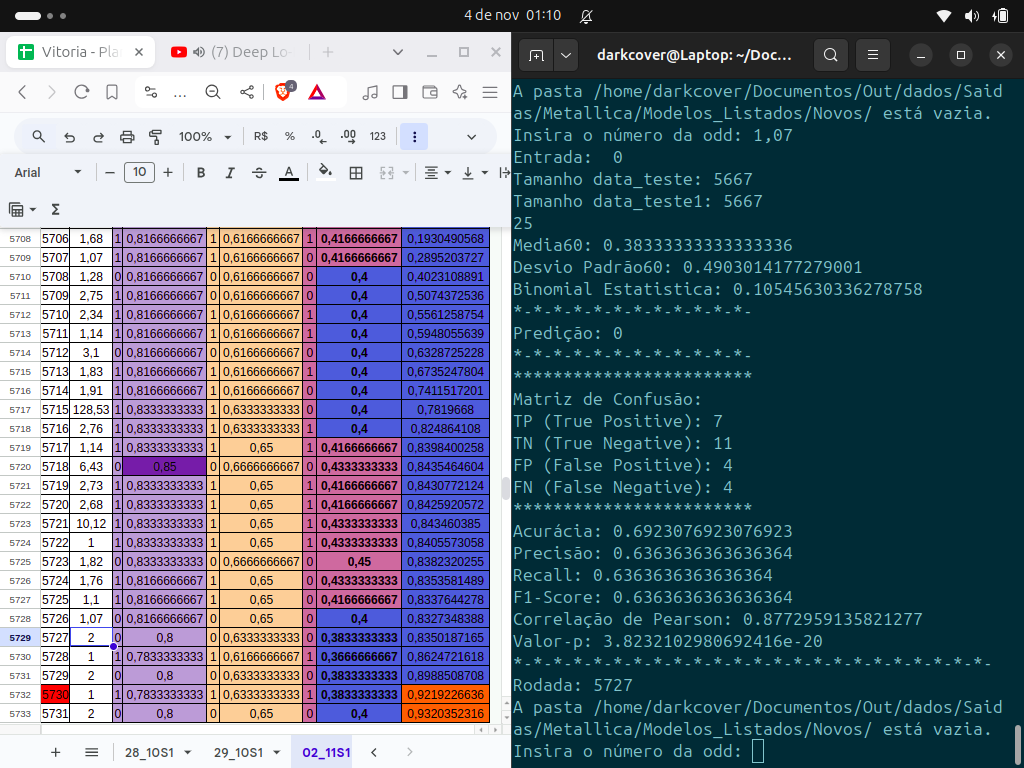 4 de nov 01:10
Vitoria - Pla
(7) Deep Lo
4
100%
R$ % .0 .00 123
Arial
10
B I S A
Σ
5708 5706 1,68 1 0,8166666667 1 0,6166666667 1 0,4166666667 0,1930490568
5709 5707 1,07 1 0,8166666667 1 0,6166666667 1 0,4166666667 0,2895203727
5710 5708 1,28 0 0,8166666667 0 0,6166666667 0 0,4 0,4023108891
5711 5709 2,75 1 0,8166666667 0 0,6166666667 0 0,4 0,5074372536
5712 5710 2,34 1 0,8166666667 1 0,6166666667 1 0,4 0,5561258754
5713 5711 1,14 1 0,8166666667 1 0,6166666667 1 0,4 0,5948055639
5714 5712 3,1 0 0,8166666667 0 0,6166666667 0 0,4 0,6328725228
5715 5713 1,83 1 0,8166666667 1 0,6166666667 1 0,4 0,6735247804
5716 5714 1,91 1 0,8166666667 1 0,6166666667 0 0,4 0,7411517201
5717 5715 128,53 1 0,8333333333 1 0,6333333333 0 0,4 0,7819668
5718 5716 2,76 1 0,8333333333 1 0,6333333333 1 0,4 0,824864108
5719 5717 1,14 1 0,8333333333 1 0,65 1 0,4166666667 0,8398400258
5720 5718 6,43 0 0,85 0 0,6666666667 0 0,4333333333 0,8435464604
5721 5719 2,73 1 0,8333333333 1 0,65 1 0,4166666667 0,8430772124
5722 5720 2,68 1 0,8333333333 1 0,65 1 0,4166666667 0,8425920572
5723 5721 10,12 1 0,8333333333 1 0,65 1 0,4333333333 0,843460385
5724 5722 1 1 0,8333333333 1 0,65 1 0,4333333333 0,8405573058
5725 5723 1,82 0 0,8333333333 0 0,6666666667 0 0,45 0,8382320255
5726 5724 1,76 1 0,8166666667 1 0,65 1 0,4333333333 0,8353581489
5727 5725 1,1 1 0,8166666667 1 0,65 1 0,4166666667 0,8337644278
5728 5726 1,07 0 0,8166666667 0 0,65 0 0,4 0,8327348388
5729 5727 2 0 0,8 0 0,6333333333 0 0,3833333333 0,8350187165
5730 5728 1 1 0,7833333333 1 0,6166666667 1 0,3666666667 0,8624721618
5731 5729 2 0 0,8 0 0,6333333333 0 0,3833333333 0,8988508708
5732 5730 1 1 0,7833333333 1 0,6333333333 1 0,3833333333 0,9219226636
5733 5731 2 0 0,8 0 0,65 0 0,4 0,9320352316
28_10S1 29_10S1 02_11S1
darkcover@Laptop: ~/Doc...
A pasta /home/darkcover/Documentos/Out/dados/Said
as/Metallica/Modelos_Listados/Novos/ está vazia.
Insira o número da odd: 1,07
Entrada:  0
Tamanho data_teste: 5667
Tamanho data_teste1: 5667
25
Media60: 0.38333333333333336
Desvio Padrão60: 0.4903014177279001
Binomial Estatistica: 0.10545630336278758
*-*-*-*-*-*-*-*-*-*-*-*-
Predição: 0
*-*-*-*-*-*-*-*-*-*-*-*-
************************
Matriz de Confusão:
TP (True Positive): 7
TN (True Negative): 11
FP (False Positive): 4
FN (False Negative): 4
************************
Acurácia: 0.6923076923076923
Precisão: 0.6363636363636364
Recall: 0.6363636363636364
F1-Score: 0.6363636363636364
Correlação de Pearson: 0.8772959135821277
Valor-p: 3.8232102980692416e-20
*-*-*-*-*-*-*-*-*-*-*-*-*-*-*-*-*-*-*-*-*-*-*-*-
Rodada: 5727
A pasta /home/darkcover/Documentos/Out/dados/Said
as/Metallica/Modelos_Listados/Novos/ está vazia.
Insira o número da odd: